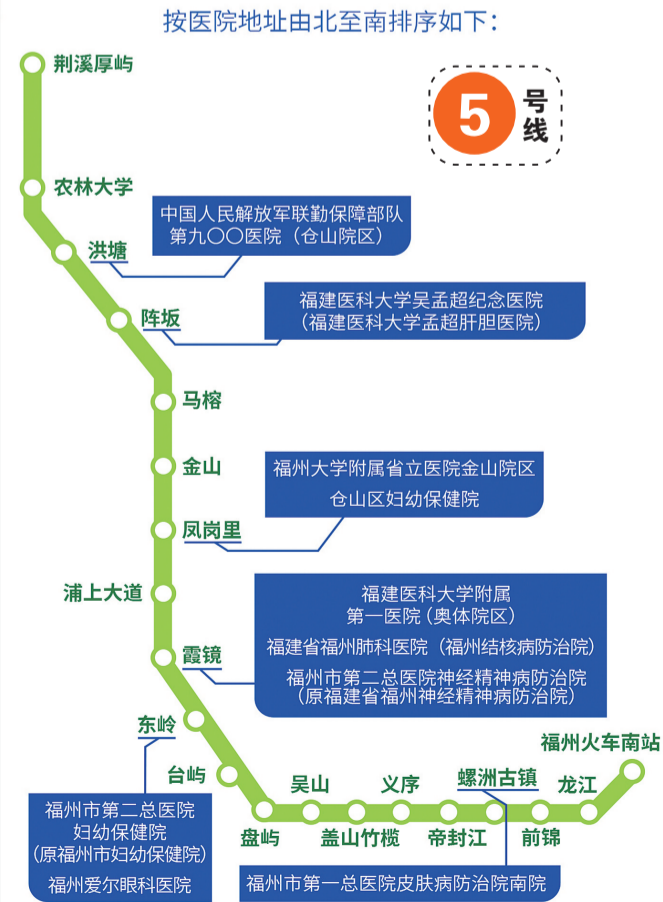 按医院地址由北至南排序如下：
5
号
线
荆溪厚屿
农林大学
中国人民解放军联勤保障部队
第九〇〇医院（仓山院区）
洪塘
福建医科大学吴孟超纪念医院
（福建医科大学孟超肝胆医院）
阵坂
马榕
金山
福州大学附属省立医院金山院区
仓山区妇幼保健院
凤岗里
浦上大道
福建医科大学附属
第一医院（奥体院区）
福建省福州肺科医院（福州结核病防治院）
福州市第二总医院神经精神病防治院
（原福建省福州神经精神病防治院）
霞镜
东岭
台屿
福州市第二总医院
妇幼保健院
（原福州市妇幼保健院）
福州爱尔眼科医院
盘屿
吴山
盖山竹榄
义序
帝封江
螺洲古镇
前锦
龙江
福州火车南站
福州市第一总医院皮肤病防治院南院